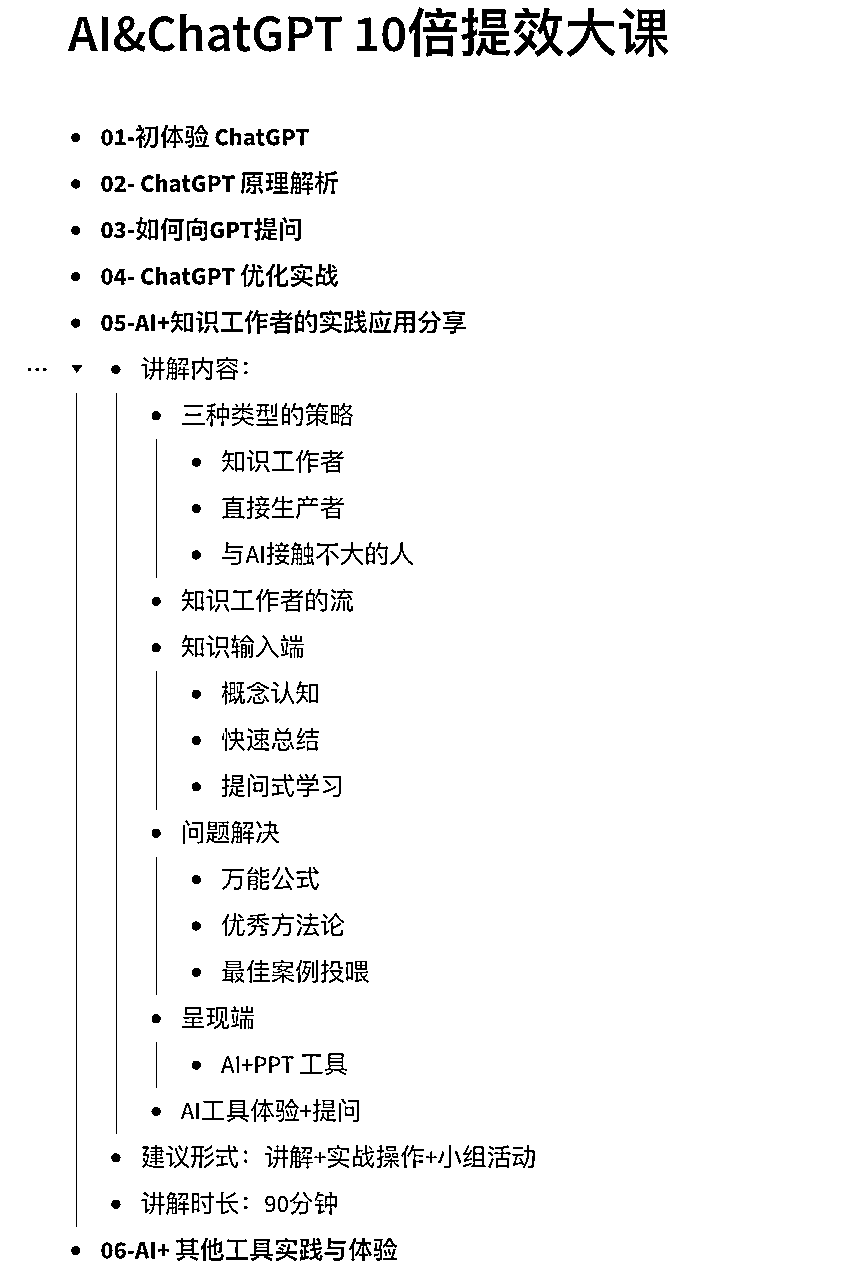 AI&ChatGPT 10倍提效大课
01-初体验 ChatGPT
02- ChatGPT 原理解析
03-如何向GPT提问
04- ChatGPT 优化实战
05-AI+知识工作者的实践应用分享
讲解内容：
三种类型的策略
知识工作者
直接生产者
与AI接触不大的人
知识工作者的流
知识输入端
概念认知
快速总结
提问式学习
问题解决
万能公式
优秀方法论
最佳案例投喂
呈现端
AI+PPT 工具
AI工具体验+提问
建议形式：讲解+实战操作+小组活动
讲解时长：90分钟
06-AI+ 其他工具实践与体验